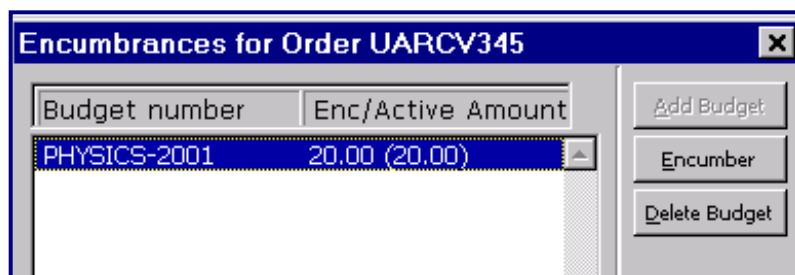 Encumbrances for Order UARCV345
Budget number Enc/Active Amount
PHYSICS-2001 20.00 (20.00)
Add Budget
Encumber
Delete Budget